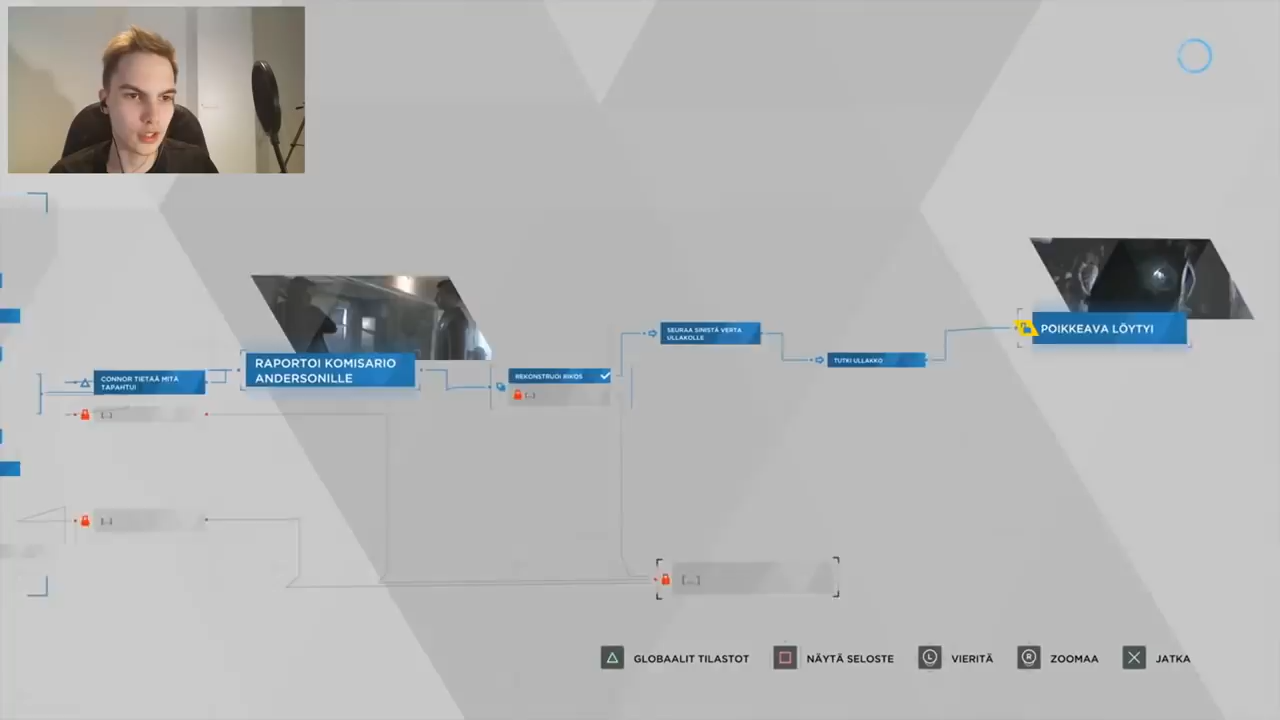 POIKKEAVA LÖYTYI
SEURAA SINISTÄ VERTA
ULLAKOLLE
TUTKI ULLAKKO
RAPORTOI KOMISARIO
ANDERSONILLE
REKONSTRUOI RIKOS
[...]
CONNOR TIETÄÄ MITÄ
TAPAHTUI
[...]
[...]
[...]
GLOBAALIT TILASTOT
NÄYTÄ SELOSTE
L
VIERITÄ
R
ZOOMAA
JATKA